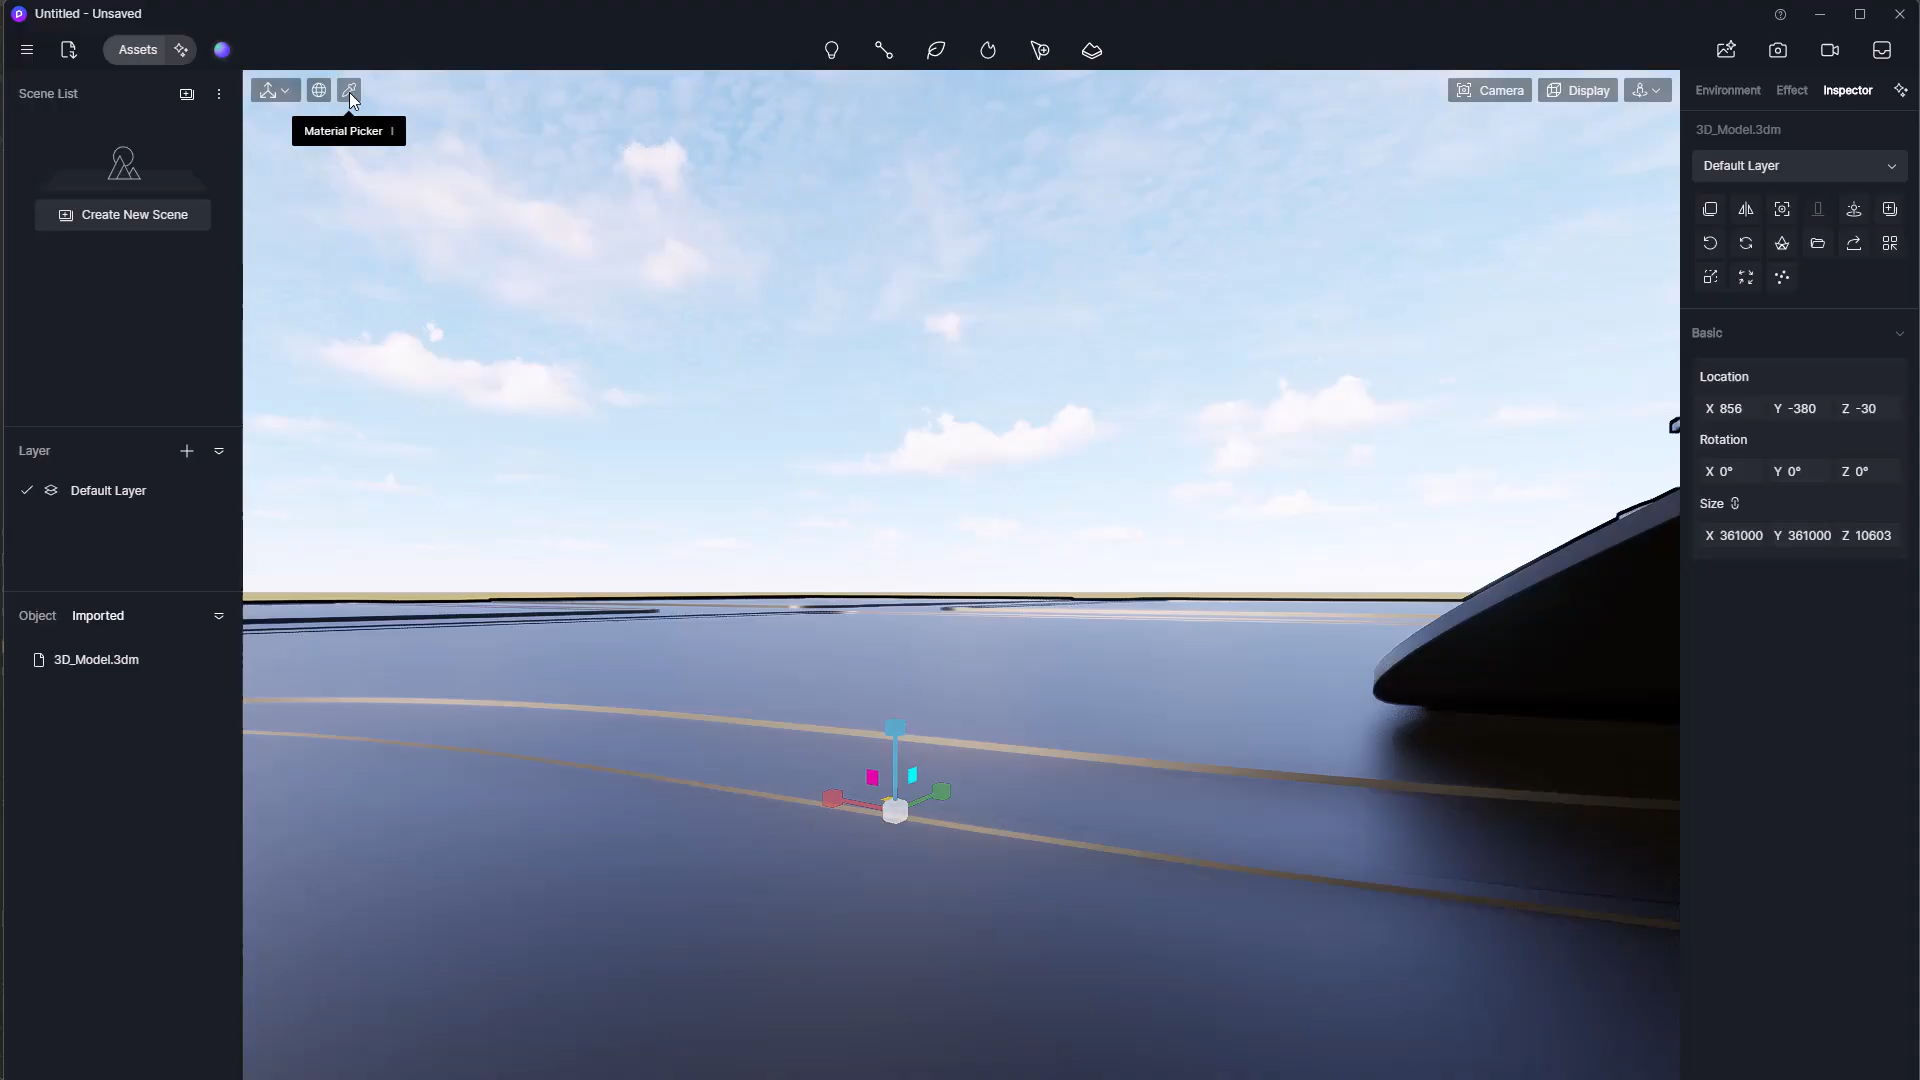 Untitled - Unsaved
Assets
Scene List
Create New Scene
Layer
Default Layer
Object Imported
3D_Model.3dm
Material Picker I
Camera Display
Environment Effect Inspector
3D_Model.3dm
Default Layer
Basic
Location
X 856 Y -380 Z -30
Rotation
X 0° Y 0° Z 0°
Size
X 361000 Y 361000 Z 10603